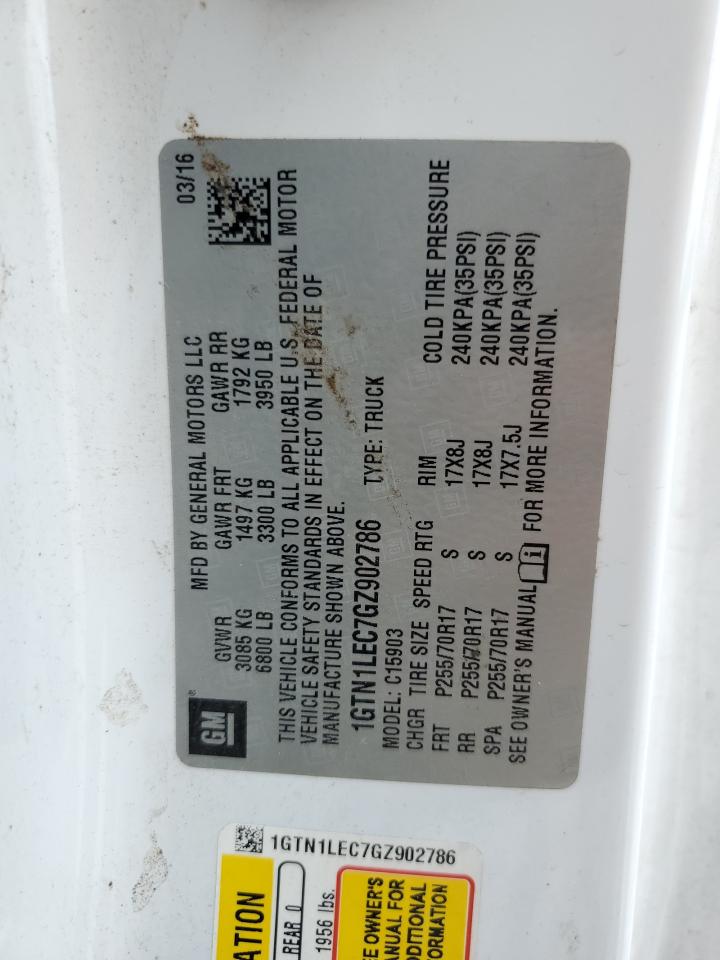 GM
®
MFD BY GENERAL MOTORS LLC 03/16
GVWR GAWR FRT GAWR RR
3085 KG 1497 KG 1792 KG
6800 LB 3300 LB 3950 LB
THIS VEHICLE CONFORMS TO ALL APPLICABLE U.S. FEDERAL MOTOR
VEHICLE SAFETY STANDARDS IN EFFECT ON THE DATE OF
MANUFACTURE SHOWN ABOVE.
1GTN1LEC7GZ902786 TYPE: TRUCK
MODEL: C15903
CHGR TIRE SIZE SPEED RTG RIM COLD TIRE PRESSURE
FRT P255/70R17 S 17X8J 240KPA(35PSI)
RR P255/70R17 S 17X8J 240KPA(35PSI)
SPA P255/70R17 S 17X7.5J 240KPA(35PSI)
SEE OWNER'S MANUAL FOR MORE INFORMATION.
1GTN1LEC7GZ902786
ATION
REAR 0
1956 lbs.
EE OWNER'S
ANUAL FOR
DDITIONAL
ORMATION